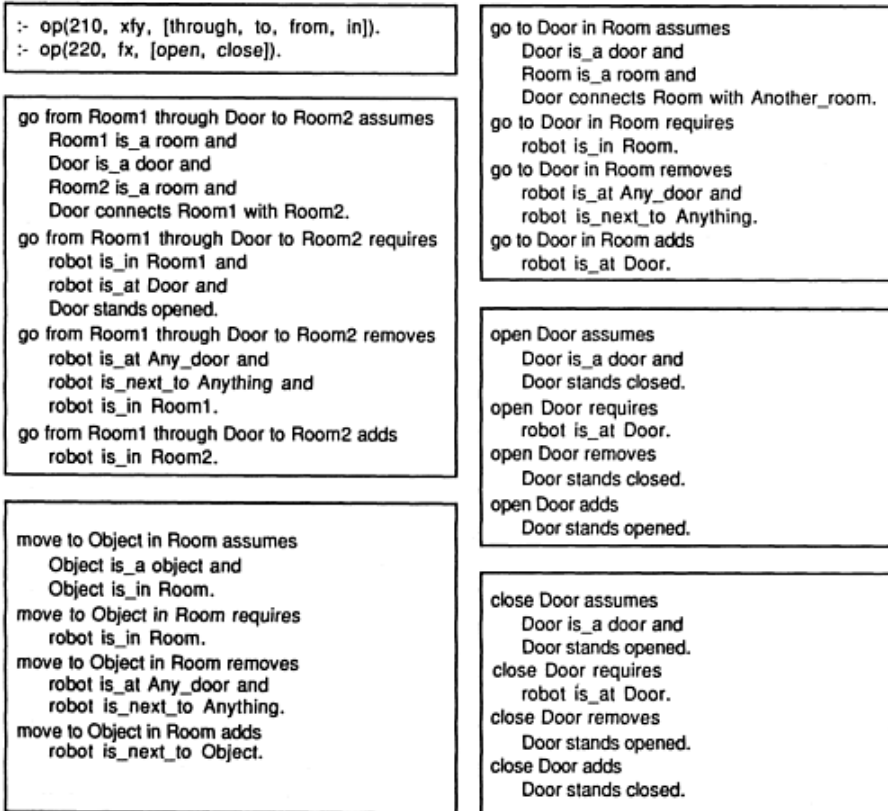 :- op(210, xfy, [through, to, from, in]).
:- op(220, fx, [open, close]).
go from Room1 through Door to Room2 assumes
Room1 is_a room and
Door is_a door and
Room2 is_a room and
Door connects Room1 with Room2.
go from Room1 through Door to Room2 requires
robot is_in Room1 and
robot is_at Door and
Door stands opened.
go from Room1 through Door to Room2 removes
robot is_at Any_door and
robot is_next_to Anything and
robot is_in Room1.
go from Room1 through Door to Room2 adds
robot is_in Room2.
move to Object in Room assumes
Object is_a object and
Object is_in Room.
move to Object in Room requires
robot is_in Room.
move to Object in Room removes
robot is_at Any_door and
robot is_next_to Anything.
move to Object in Room adds
robot is_next_to Object.
go to Door in Room assumes
Door is_a door and
Room is_a room and
Door connects Room with Another_room.
go to Door in Room requires
robot is_in Room.
go to Door in Room removes
robot is_at Any_door and
robot is_next_to Anything.
go to Door in Room adds
robot is_at Door.
open Door assumes
Door is_a door and
Door stands closed.
open Door requires
robot is_at Door.
open Door removes
Door stands closed.
open Door adds
Door stands opened.
close Door assumes
Door is_a door and
Door stands opened.
close Door requires
robot is_at Door.
close Door removes
Door stands opened.
close Door adds
Door stands closed.